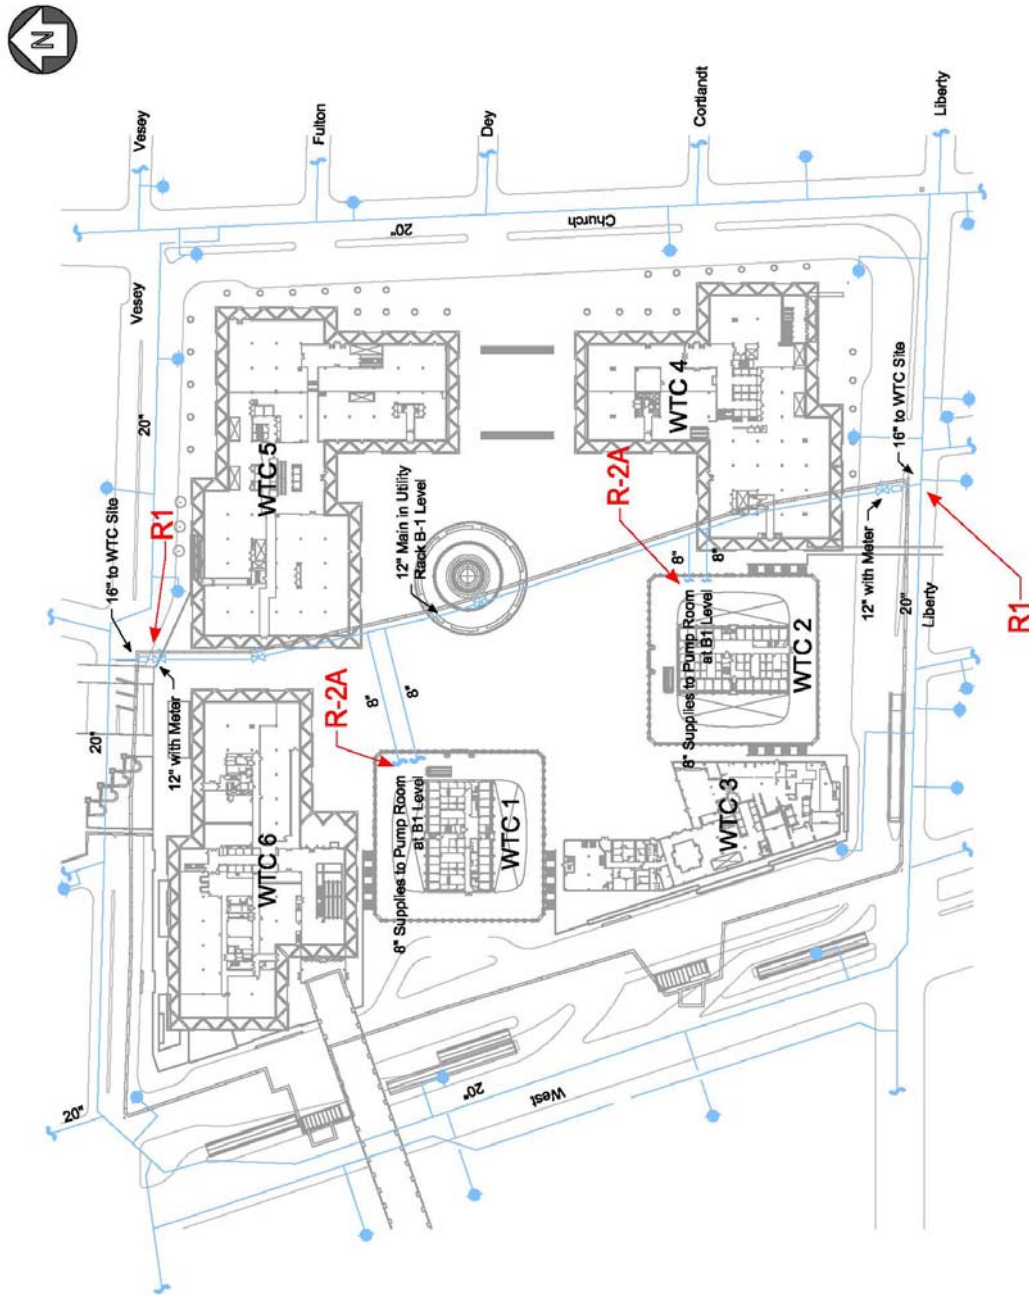 N
Vesey
Fulton
Dey
Cortlandt
Liberty
20"
Church
Vesey
20"
16" to WTC Site
R1
WTC 5
WTC 4
16" to WTC Site
12" Main in Utility
Rack B-1 Level
R-2A
8"
8"
12" with Meter
20"
Liberty
R1
20"
12" with Meter
8"
8"
R-2A
8" Supplies to Pump Room
at B1 Level
WTC 2
WTC 6
8" Supplies to Pump Room
at B1 Level
WTC 1
WTC 3
20"
20"
West